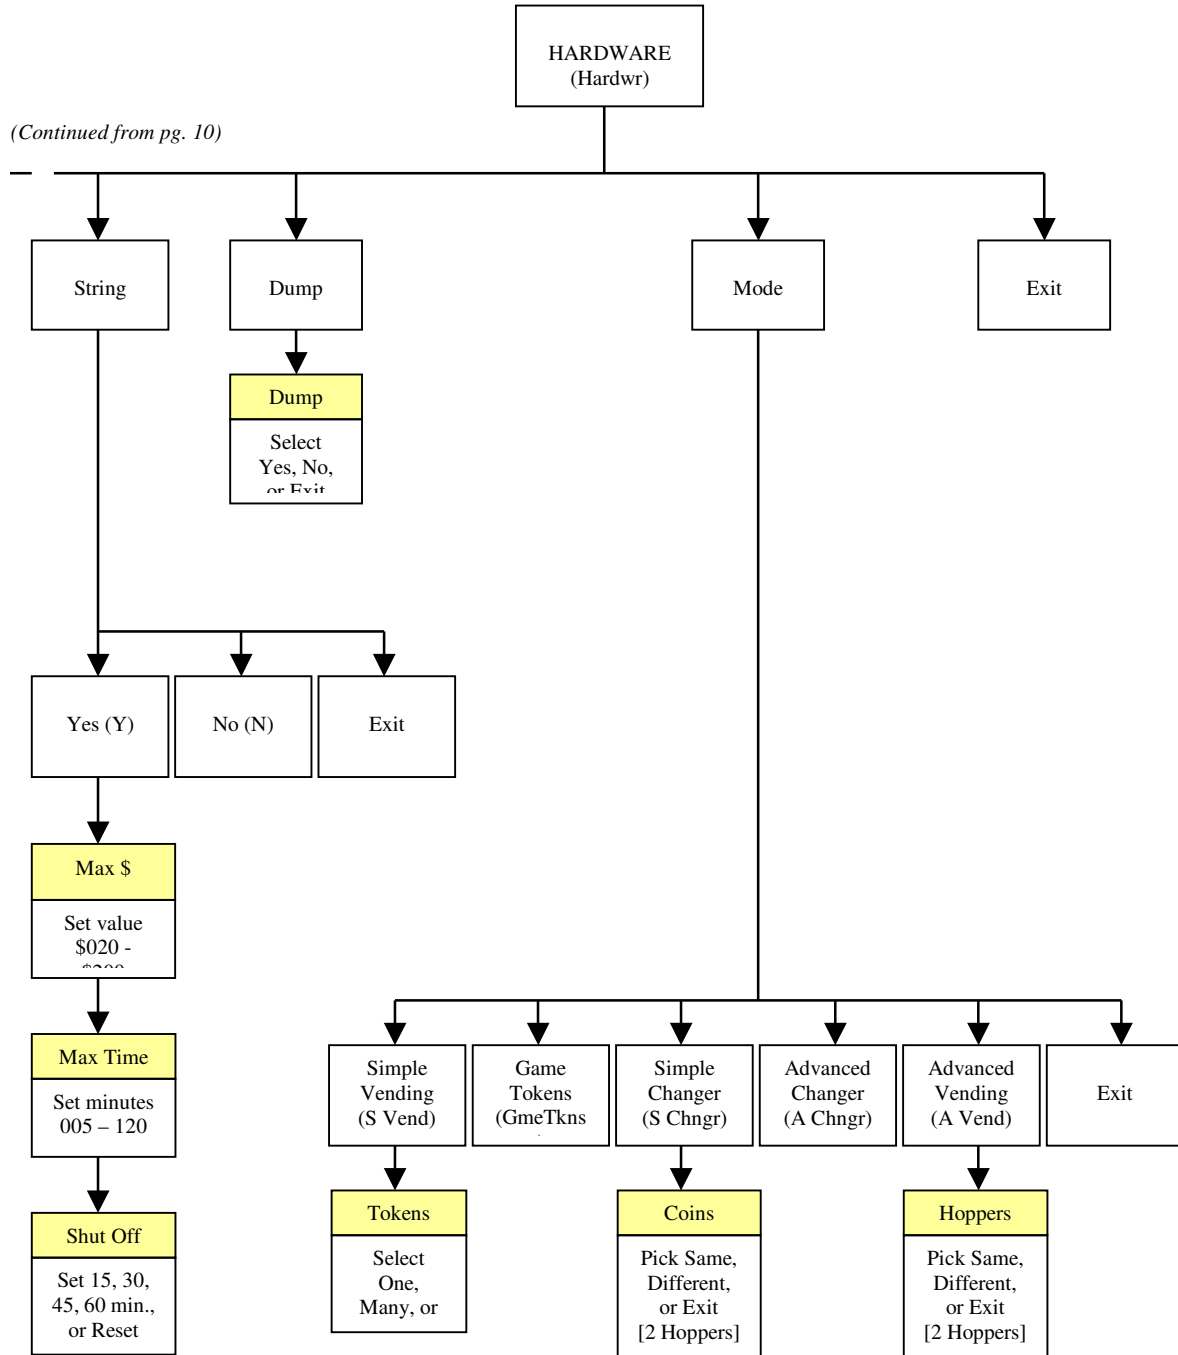 HARDWARE
(Hardwr)
(Continued from pg. 10)
String
Dump
Mode
Exit
Dump
Select
Yes, No,
or Exit
Yes (Y)
No (N)
Exit
Max $
Set value
$020 -
$200
Max Time
Set minutes
005 – 120
Shut Off
Set 15, 30,
45, 60 min.,
or Reset
Simple
Vending
(S Vend)
Game
Tokens
(GmeTkns
Simple
Changer
(S Chngr)
Advanced
Changer
(A Chngr)
Advanced
Vending
(A Vend)
Exit
Tokens
Select
One,
Many, or
Coins
Pick Same,
Different,
or Exit
[2 Hoppers]
Hoppers
Pick Same,
Different,
or Exit
[2 Hoppers]